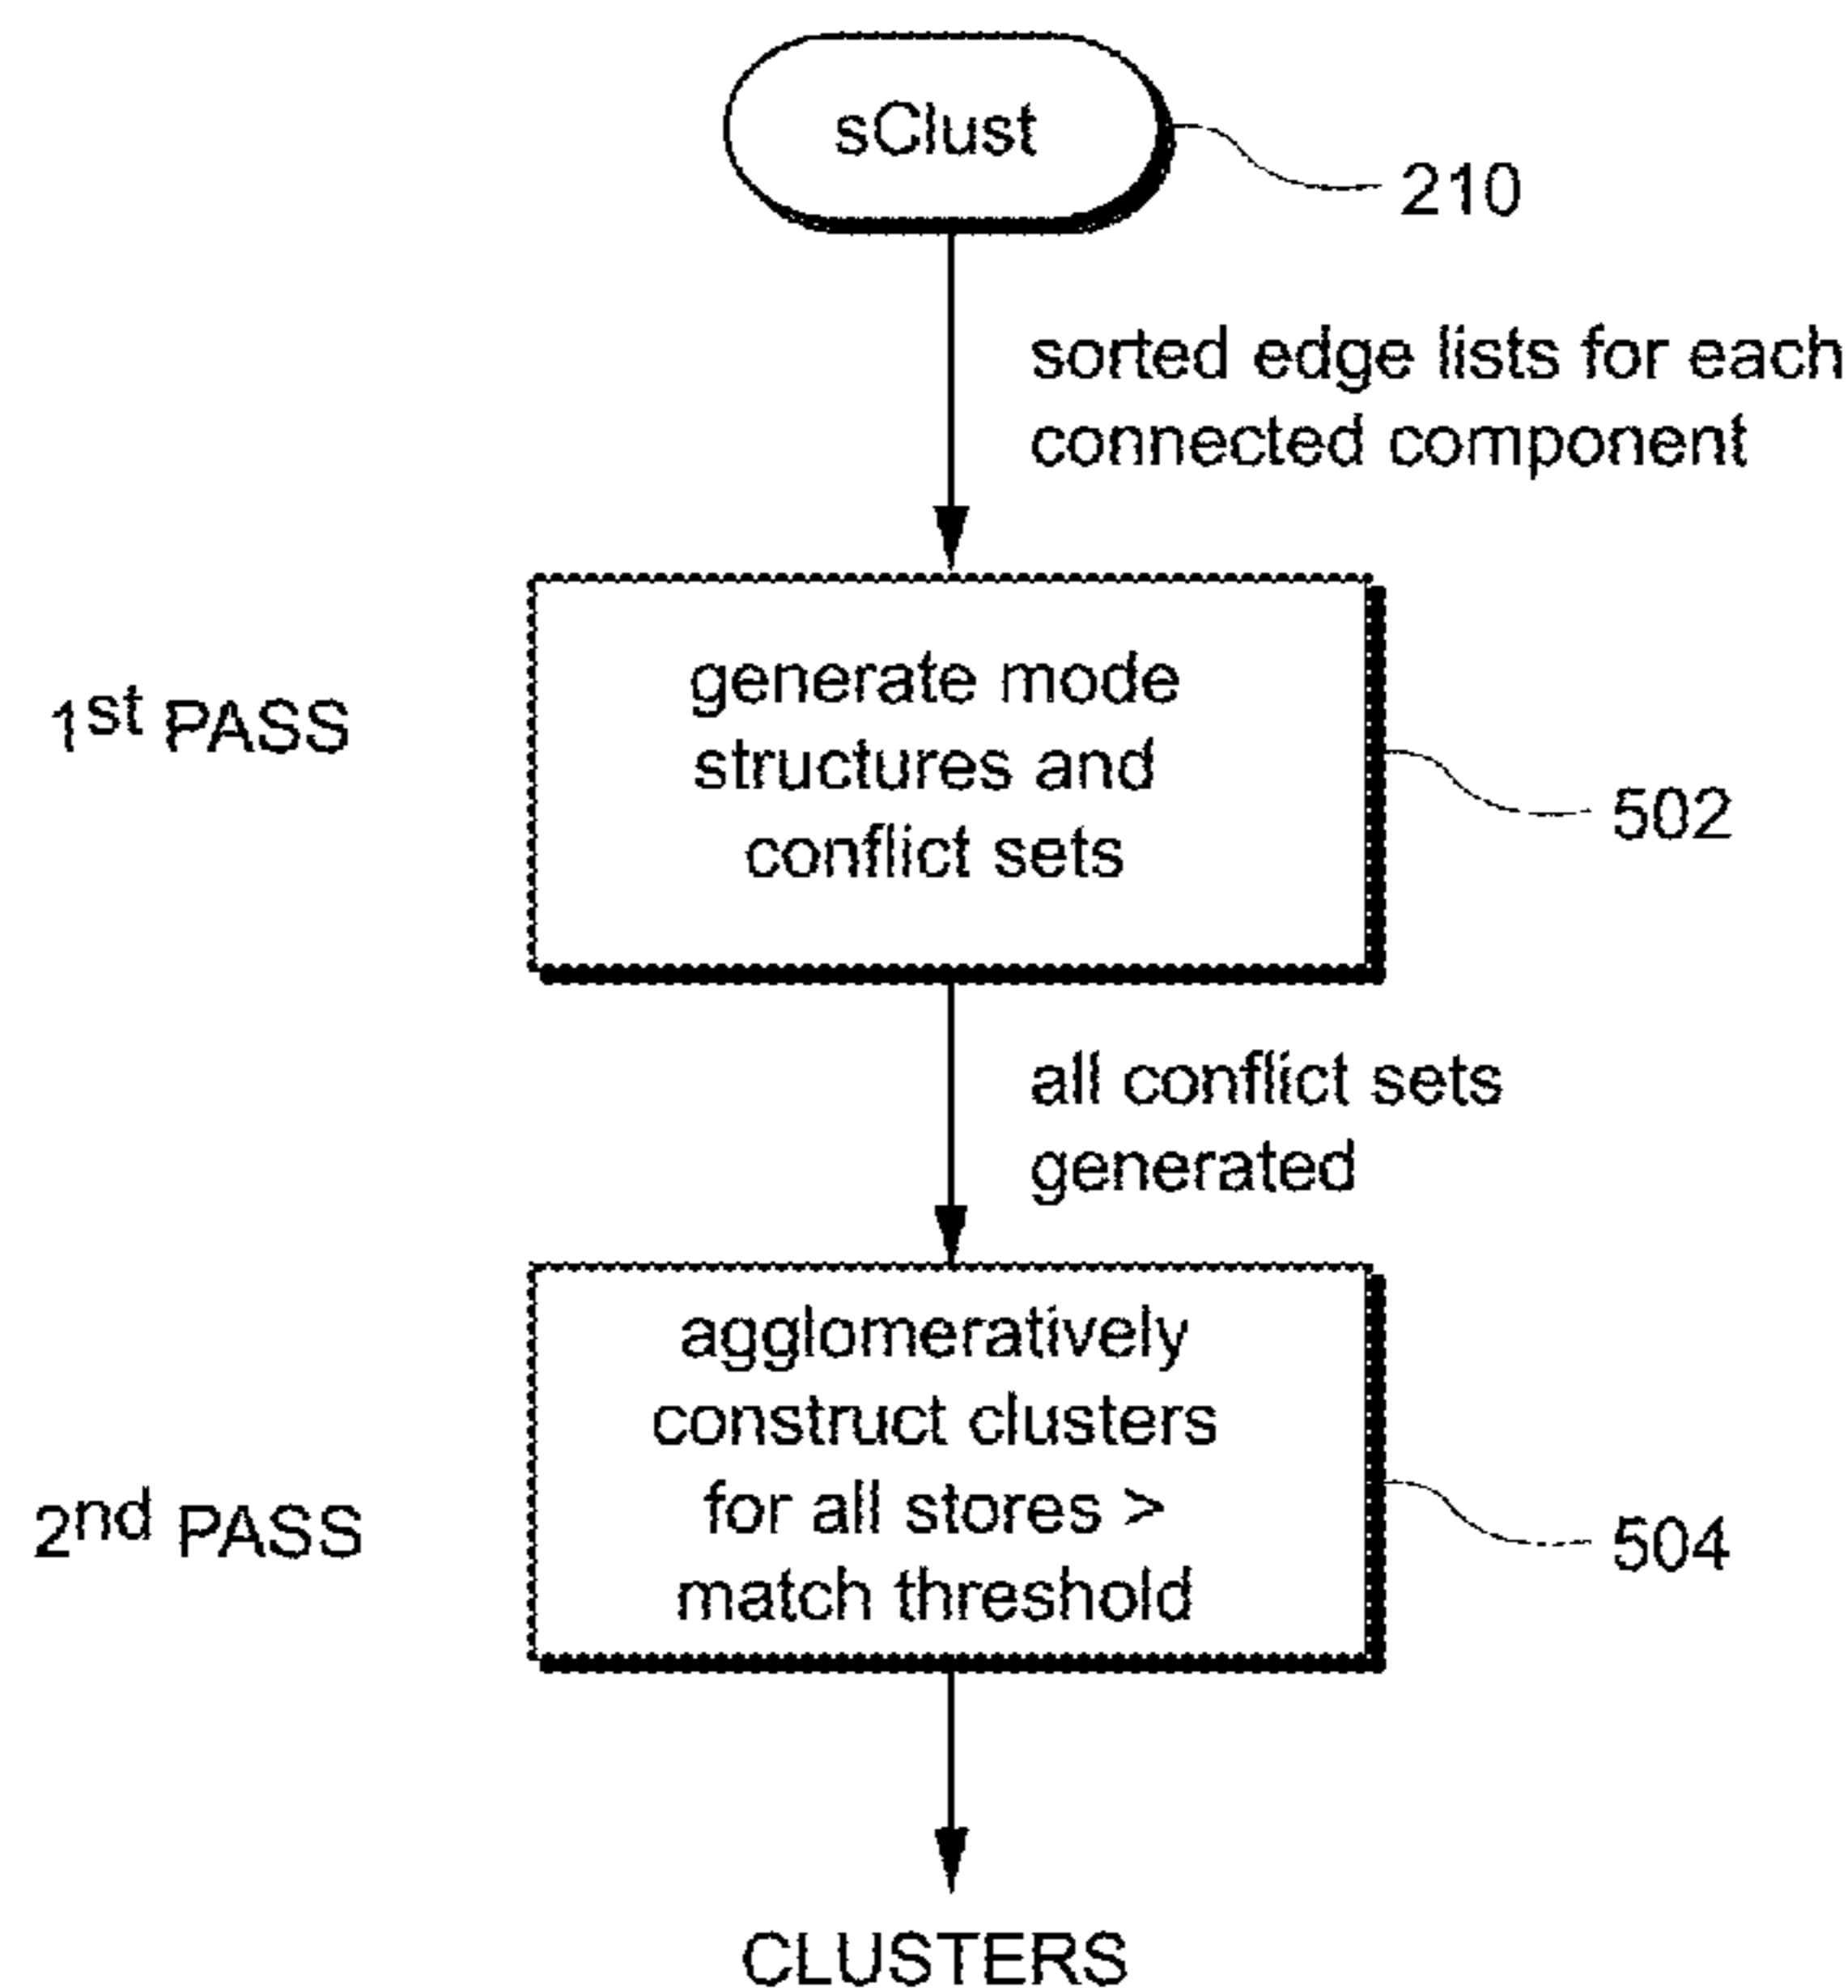 sClust
210
sorted edge lists for each
connected component
1st PASS
generate mode
structures and
conflict sets
502
all conflict sets
generated
2nd PASS
agglomeratively
construct clusters
for all stores >
match threshold
504
CLUSTERS